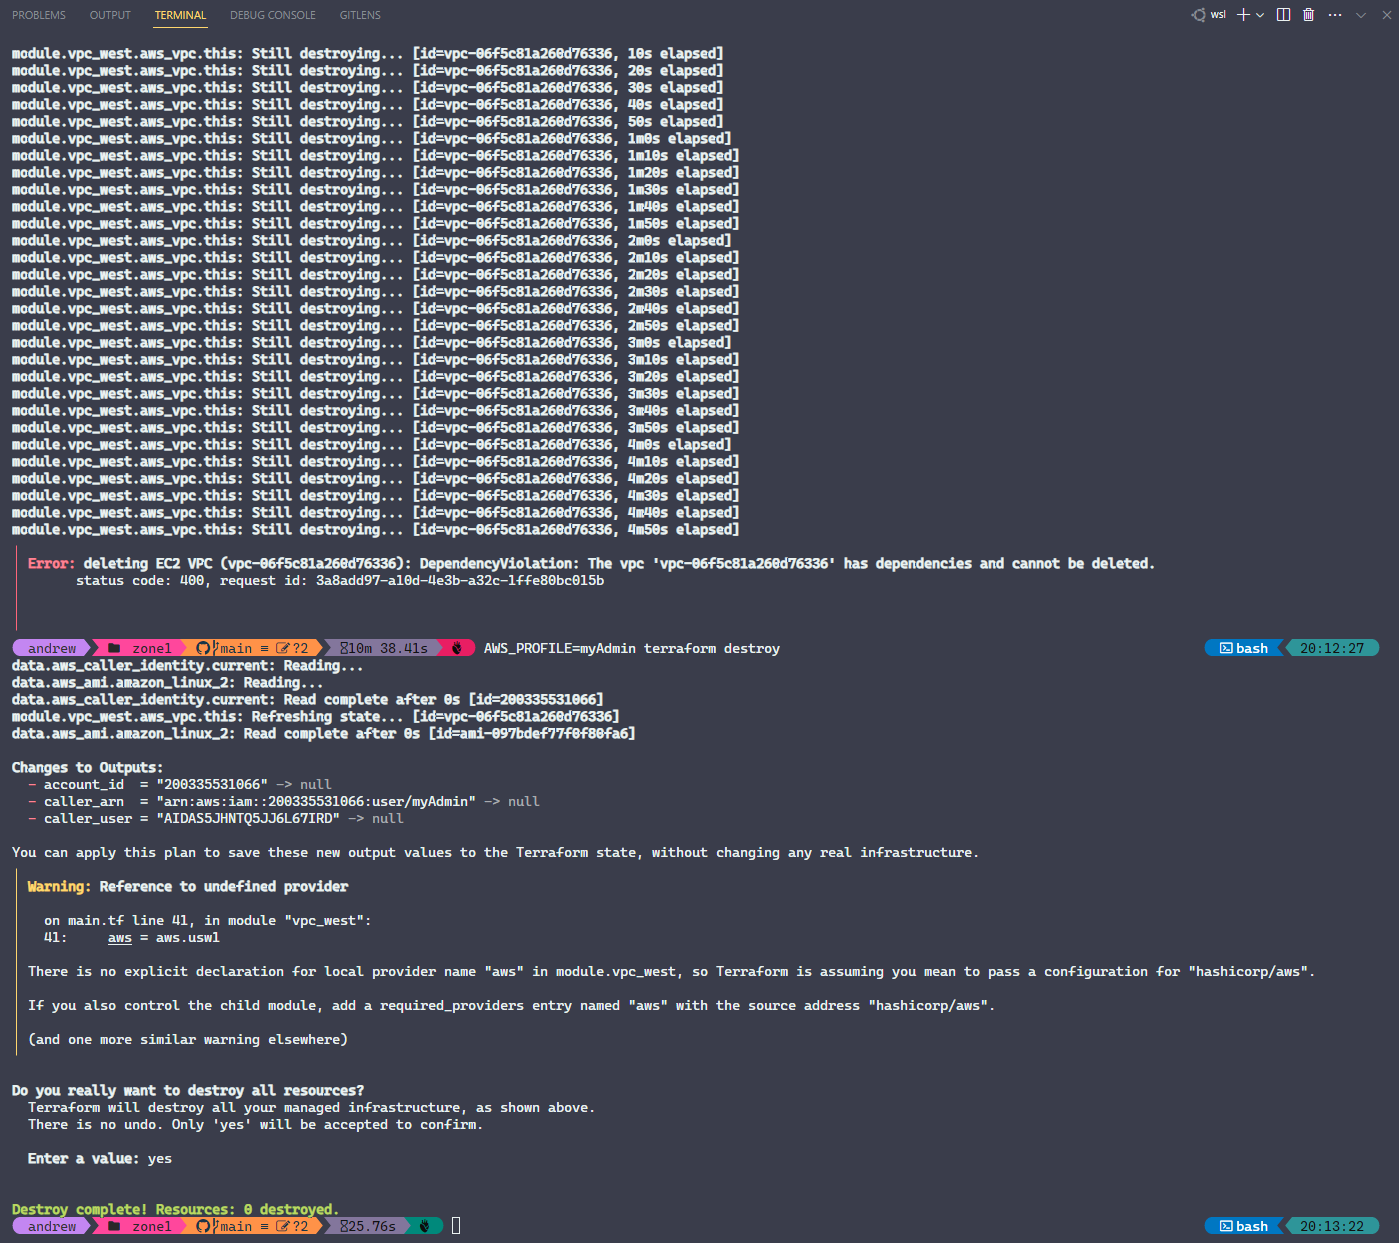 PROBLEMS OUTPUT TERMINAL DEBUG CONSOLE GITLENS wsl
module.vpc_west.aws_vpc.this: Still destroying... [id=vpc-06f5c81a260d76336, 10s elapsed]
module.vpc_west.aws_vpc.this: Still destroying... [id=vpc-06f5c81a260d76336, 20s elapsed]
module.vpc_west.aws_vpc.this: Still destroying... [id=vpc-06f5c81a260d76336, 30s elapsed]
module.vpc_west.aws_vpc.this: Still destroying... [id=vpc-06f5c81a260d76336, 40s elapsed]
module.vpc_west.aws_vpc.this: Still destroying... [id=vpc-06f5c81a260d76336, 50s elapsed]
module.vpc_west.aws_vpc.this: Still destroying... [id=vpc-06f5c81a260d76336, 1m0s elapsed]
module.vpc_west.aws_vpc.this: Still destroying... [id=vpc-06f5c81a260d76336, 1m10s elapsed]
module.vpc_west.aws_vpc.this: Still destroying... [id=vpc-06f5c81a260d76336, 1m20s elapsed]
module.vpc_west.aws_vpc.this: Still destroying... [id=vpc-06f5c81a260d76336, 1m30s elapsed]
module.vpc_west.aws_vpc.this: Still destroying... [id=vpc-06f5c81a260d76336, 1m40s elapsed]
module.vpc_west.aws_vpc.this: Still destroying... [id=vpc-06f5c81a260d76336, 1m50s elapsed]
module.vpc_west.aws_vpc.this: Still destroying... [id=vpc-06f5c81a260d76336, 2m0s elapsed]
module.vpc_west.aws_vpc.this: Still destroying... [id=vpc-06f5c81a260d76336, 2m10s elapsed]
module.vpc_west.aws_vpc.this: Still destroying... [id=vpc-06f5c81a260d76336, 2m20s elapsed]
module.vpc_west.aws_vpc.this: Still destroying... [id=vpc-06f5c81a260d76336, 2m30s elapsed]
module.vpc_west.aws_vpc.this: Still destroying... [id=vpc-06f5c81a260d76336, 2m40s elapsed]
module.vpc_west.aws_vpc.this: Still destroying... [id=vpc-06f5c81a260d76336, 2m50s elapsed]
module.vpc_west.aws_vpc.this: Still destroying... [id=vpc-06f5c81a260d76336, 3m0s elapsed]
module.vpc_west.aws_vpc.this: Still destroying... [id=vpc-06f5c81a260d76336, 3m10s elapsed]
module.vpc_west.aws_vpc.this: Still destroying... [id=vpc-06f5c81a260d76336, 3m20s elapsed]
module.vpc_west.aws_vpc.this: Still destroying... [id=vpc-06f5c81a260d76336, 3m30s elapsed]
module.vpc_west.aws_vpc.this: Still destroying... [id=vpc-06f5c81a260d76336, 3m40s elapsed]
module.vpc_west.aws_vpc.this: Still destroying... [id=vpc-06f5c81a260d76336, 3m50s elapsed]
module.vpc_west.aws_vpc.this: Still destroying... [id=vpc-06f5c81a260d76336, 4m0s elapsed]
module.vpc_west.aws_vpc.this: Still destroying... [id=vpc-06f5c81a260d76336, 4m10s elapsed]
module.vpc_west.aws_vpc.this: Still destroying... [id=vpc-06f5c81a260d76336, 4m20s elapsed]
module.vpc_west.aws_vpc.this: Still destroying... [id=vpc-06f5c81a260d76336, 4m30s elapsed]
module.vpc_west.aws_vpc.this: Still destroying... [id=vpc-06f5c81a260d76336, 4m40s elapsed]
module.vpc_west.aws_vpc.this: Still destroying... [id=vpc-06f5c81a260d76336, 4m50s elapsed]
Error: deleting EC2 VPC (vpc-06f5c81a260d76336): DependencyViolation: The vpc 'vpc-06f5c81a260d76336' has dependencies and cannot be deleted.
status code: 400, request id: 3a8add97-a10d-4e3b-a32c-1ffe80bc015b
andrew zone1 main ≡ ?2 10m 38.41s AWS_PROFILE=myAdmin terraform destroy bash 20:12:27
data.aws_caller_identity.current: Reading...
data.aws_ami.amazon_linux_2: Reading...
data.aws_caller_identity.current: Read complete after 0s [id=200335531066]
module.vpc_west.aws_vpc.this: Refreshing state... [id=vpc-06f5c81a260d76336]
data.aws_ami.amazon_linux_2: Read complete after 0s [id=ami-097bdef77f0f80fa6]
Changes to Outputs:
- account_id = "200335531066" -> null
- caller_arn = "arn:aws:iam::200335531066:user/myAdmin" -> null
- caller_user = "AIDAS5JHNTQ5JJ6L67IRD" -> null
You can apply this plan to save these new output values to the Terraform state, without changing any real infrastructure.
Warning: Reference to undefined provider
on main.tf line 41, in module "vpc_west":
41: aws = aws.usw1
There is no explicit declaration for local provider name "aws" in module.vpc_west, so Terraform is assuming you mean to pass a configuration for "hashicorp/aws".
If you also control the child module, add a required_providers entry named "aws" with the source address "hashicorp/aws".
(and one more similar warning elsewhere)
Do you really want to destroy all resources?
Terraform will destroy all your managed infrastructure, as shown above.
There is no undo. Only 'yes' will be accepted to confirm.
Enter a value: yes
Destroy complete! Resources: 0 destroyed.
andrew zone1 main ≡ ?2 25.76s bash 20:13:22